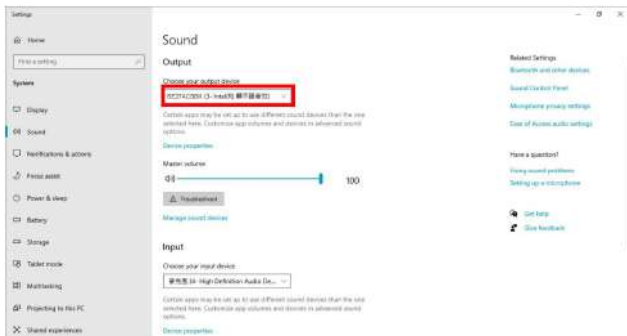 Settings
Home
Find a setting
System
Display
Sound
Notifications & actions
Focus assist
Power & sleep
Battery
Storage
Tablet mode
Multitasking
Projecting to this PC
Shared experiences
Sound
Output
Choose your output device
(3- Intel(R)
Certain apps may be set up to use different sound devices than the one
selected here. Customize app volumes and devices in advanced sound
options.
Device properties
Master volume
100
Troubleshoot
Manage sound devices
Input
Choose your input device
High Definition Audio De...
Certain apps may be set up to use different sound devices than the one
selected here. Customize app volumes and devices in advanced sound
options.
Device properties
Related Settings
Bluetooth and other devices
Sound Control Panel
Microphone privacy settings
Ease of Access audio settings
Have a question?
Fixing sound problems
Setting up a microphone
Get help
Give feedback